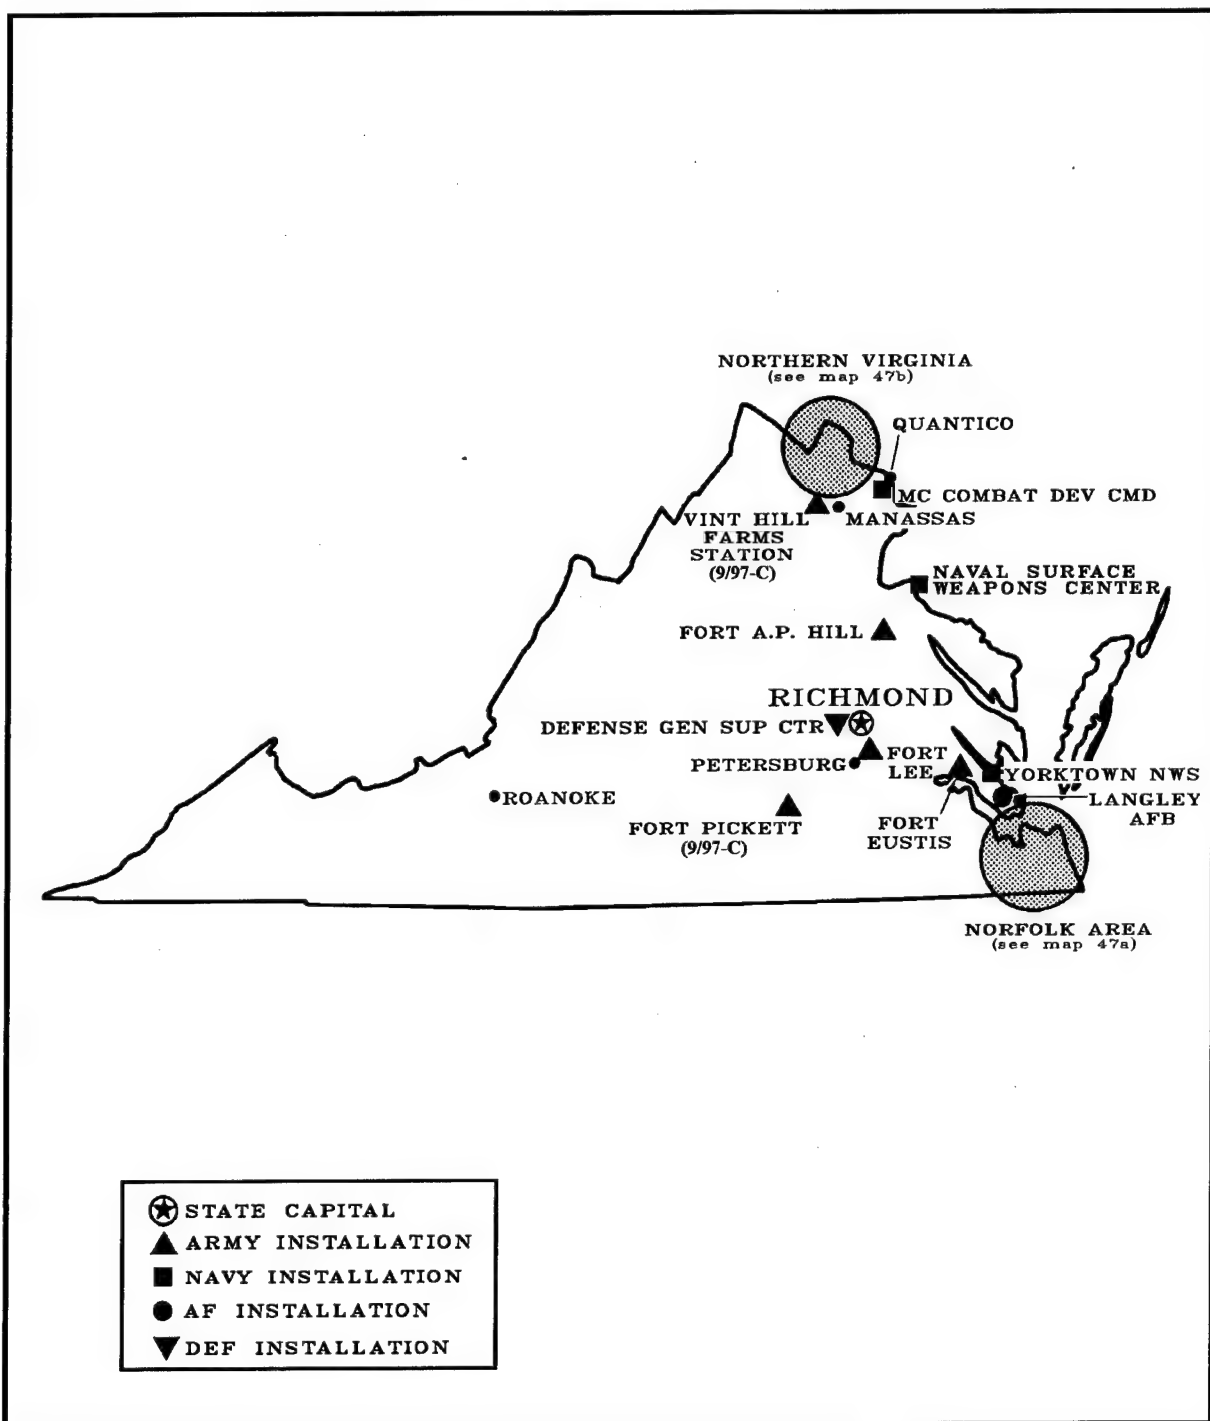 NORTHERN VIRGINIA
(see map 47b)
QUANTICO
MC COMBAT DEV CMD
MANASSAS
VINT HILL
FARMS
STATION
(9/97-C)
NAVAL SURFACE
WEAPONS CENTER
FORT A.P. HILL
RICHMOND
DEFENSE GEN SUP CTR
PETERSBURG
FORT
LEE
YORKTOWN NWS
ROANOKE
LANGLEY
AFB
FORT PICKETT
(9/97-C)
FORT
EUSTIS
NORFOLK AREA
(see map 47a)
STATE CAPITAL
ARMY INSTALLATION
NAVY INSTALLATION
AF INSTALLATION
DEF INSTALLATION